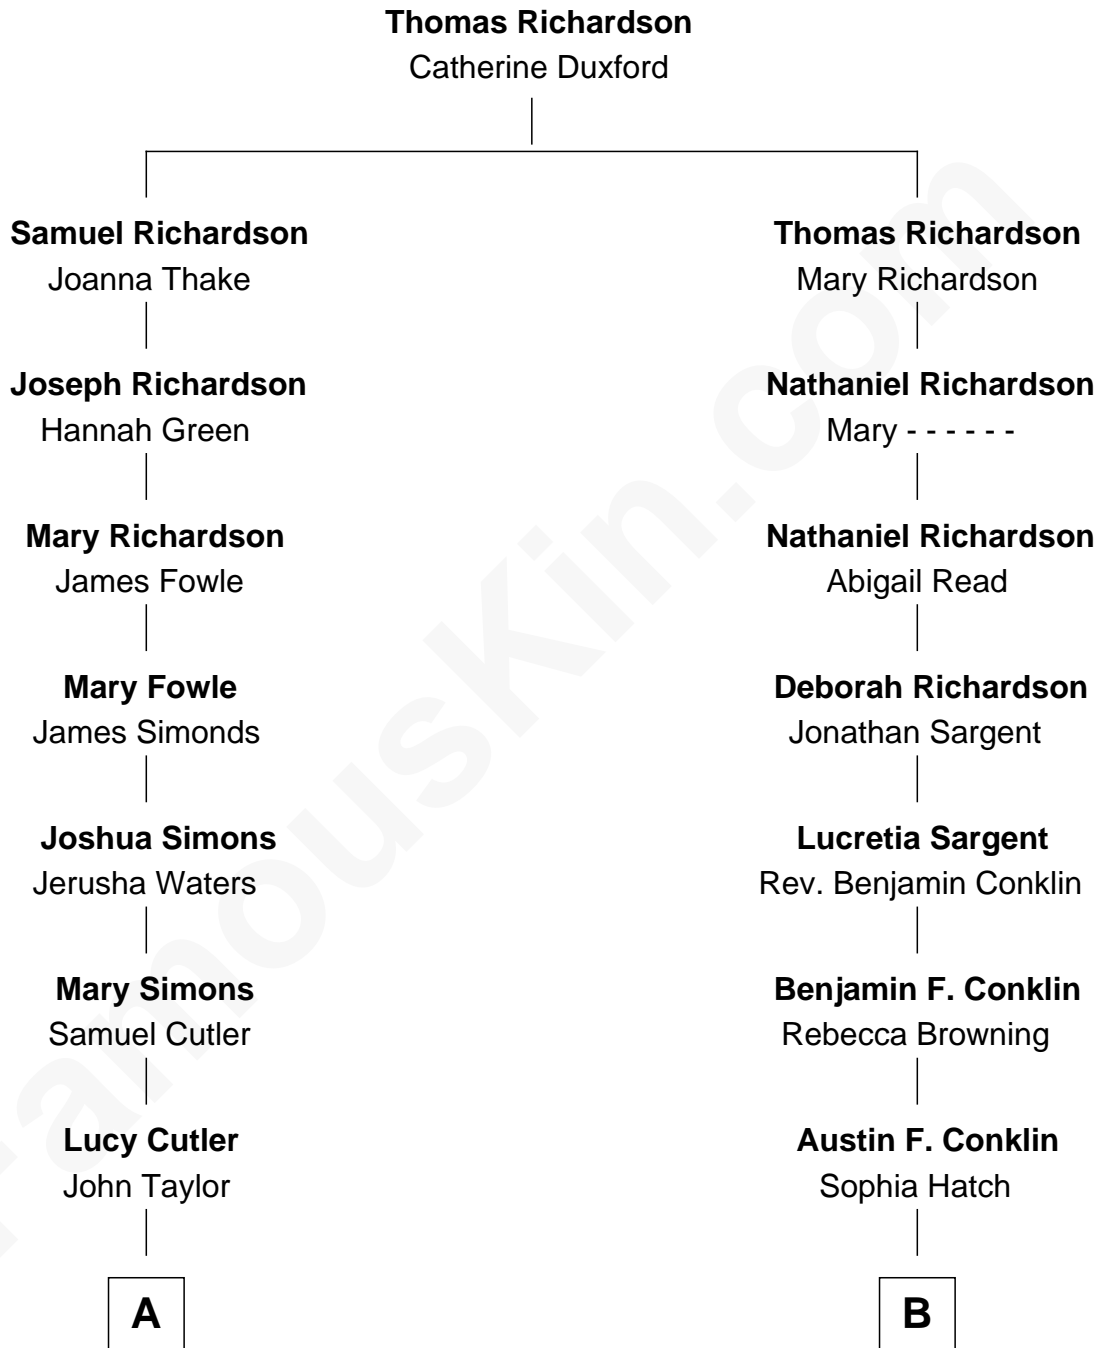 Thomas Richardson
Catherine Duxford
Samuel Richardson
Joanna Thake
Joseph Richardson
Hannah Green
Mary Richardson
James Fowle
Mary Fowle
James Simonds
Joshua Simons
Jerusha Waters
Mary Simons
Samuel Cutler
Lucy Cutler
John Taylor
A
Thomas Richardson
Mary Richardson
Nathaniel Richardson
Mary - - - - - -
Nathaniel Richardson
Abigail Read
Deborah Richardson
Jonathan Sargent
Lucretia Sargent
Rev. Benjamin Conklin
Benjamin F. Conklin
Rebecca Browning
Austin F. Conklin
Sophia Hatch
B
FamousKin.com